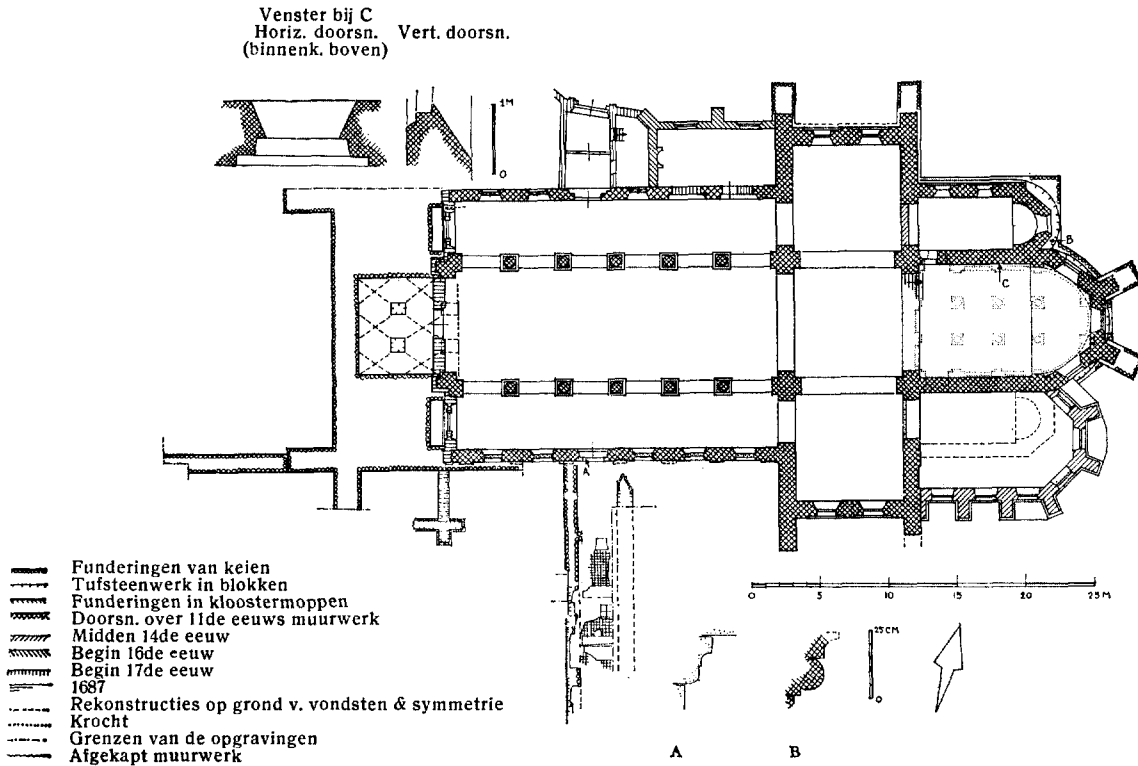 Venster bij C
Horiz. doorsn. Vert. doorsn.
(binnenk. boven)
1M
O
B
C
A
Funderingen van keien
Tufsteenwerk in blokken
Funderingen in kloostermoppen
Doorsn. over 11de eeuws muurwerk
Midden 14de eeuw
Begin 16de eeuw
Begin 17de eeuw
1687
Rekonstructies op grond v. vondsten & symmetrie
Krocht
Grenzen van de opgravingen
Afgekapt muurwerk
0 5 10 15 20 25 M
25 CM
O
A B